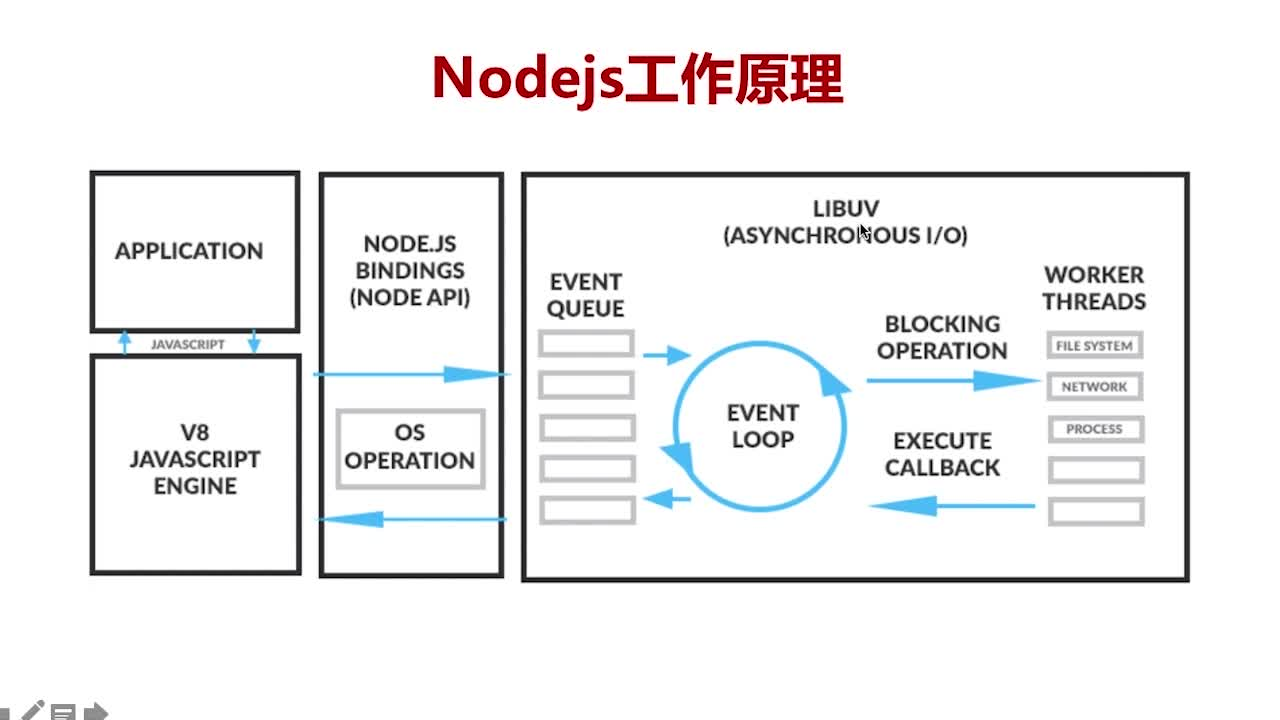 Nodejs工作原理
APPLICATION
JAVASCRIPT
V8
JAVASCRIPT
ENGINE
NODE.JS
BINDINGS
(NODE API)
OS
OPERATION
LIBUV
(ASYNCHRONOUS I/O)
EVENT
QUEUE
EVENT
LOOP
BLOCKING
OPERATION
EXECUTE
CALLBACK
WORKER
THREADS
FILE SYSTEM
NETWORK
PROCESS